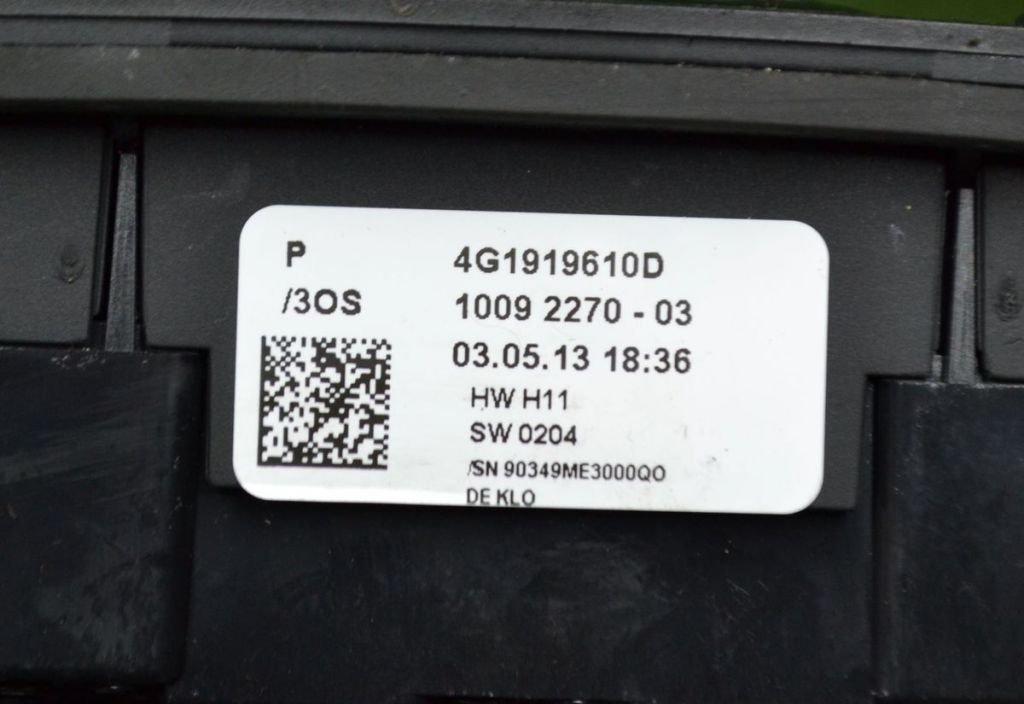 P 4G1919610D
/3OS 1009 2270 - 03
03.05.13 18:36
HW H11
SW 0204
/SN 90349ME3000QO
DE KLO